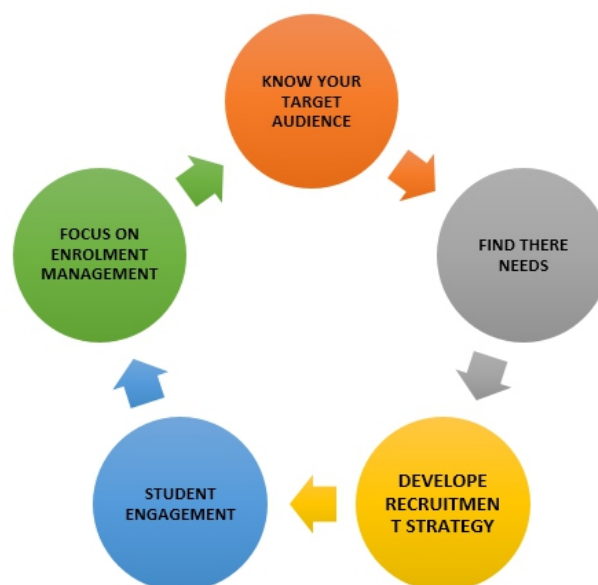 KNOW YOUR
TARGET
AUDIENCE
FIND THERE
NEEDS
DEVELOPE
RECRUITMEN
T STRATEGY
STUDENT
ENGAGEMENT
FOCUS ON
ENROLMENT
MANAGEMENT